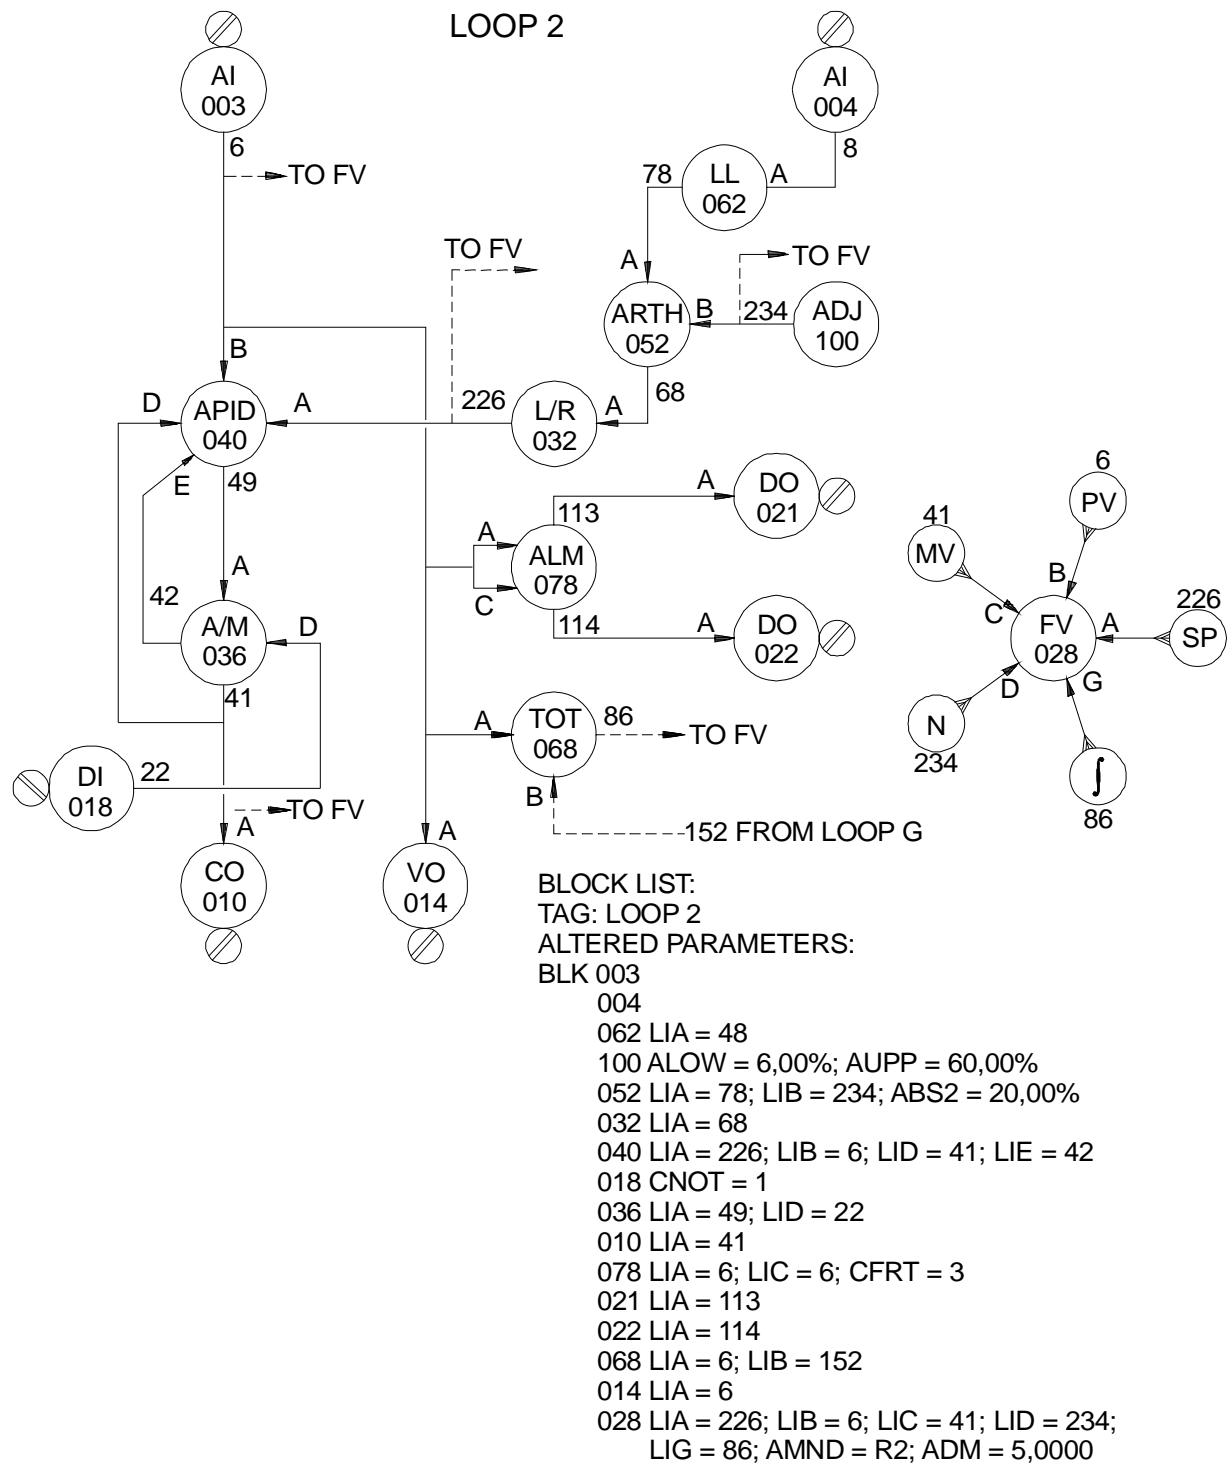 LOOP 2
AI
003
6
TO FV
AI
004
8
78
LL
062
A
TO FV
TO FV
A
B
234
ARTH
052
ADJ
100
68
B
D
APID
040
A
226
L/R
032
A
E
49
113
A
DO
021
A
ALM
078
C
114
A
DO
022
42
A
A/M
036
D
41
6
PV
41
MV
B
C
FV
028
A
226
SP
D
G
N
234
∫
86
DI
018
22
TO FV
A
CO
010
A
TOT
068
86
TO FV
B
152 FROM LOOP G
A
VO
014
BLOCK LIST:
TAG: LOOP 2
ALTERED PARAMETERS:
BLK 003
004
062 LIA = 48
100 ALOW = 6,00%; AUPP = 60,00%
052 LIA = 78; LIB = 234; ABS2 = 20,00%
032 LIA = 68
040 LIA = 226; LIB = 6; LID = 41; LIE = 42
018 CNOT = 1
036 LIA = 49; LID = 22
010 LIA = 41
078 LIA = 6; LIC = 6; CFRT = 3
021 LIA = 113
022 LIA = 114
068 LIA = 6; LIB = 152
014 LIA = 6
028 LIA = 226; LIB = 6; LIC = 41; LID = 234;
LIG = 86; AMND = R2; ADM = 5,0000